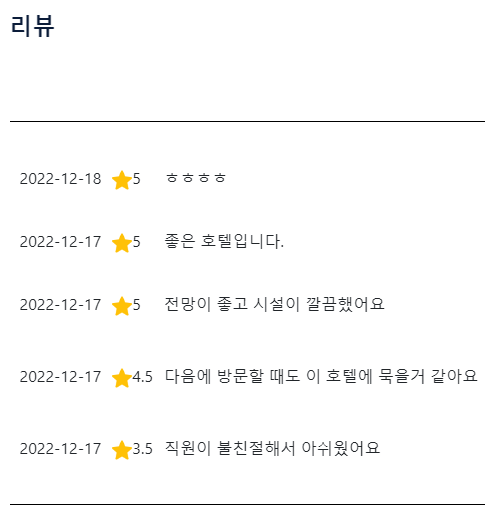 리뷰
2022-12-18 5 ㅎㅎㅎㅎ
2022-12-17 5 좋은 호텔입니다.
2022-12-17 5 전망이 좋고 시설이 깔끔했어요
2022-12-17 4.5 다음에 방문할 때도 이 호텔에 묵을거 같아요
2022-12-17 3.5 직원이 불친절해서 아쉬웠어요